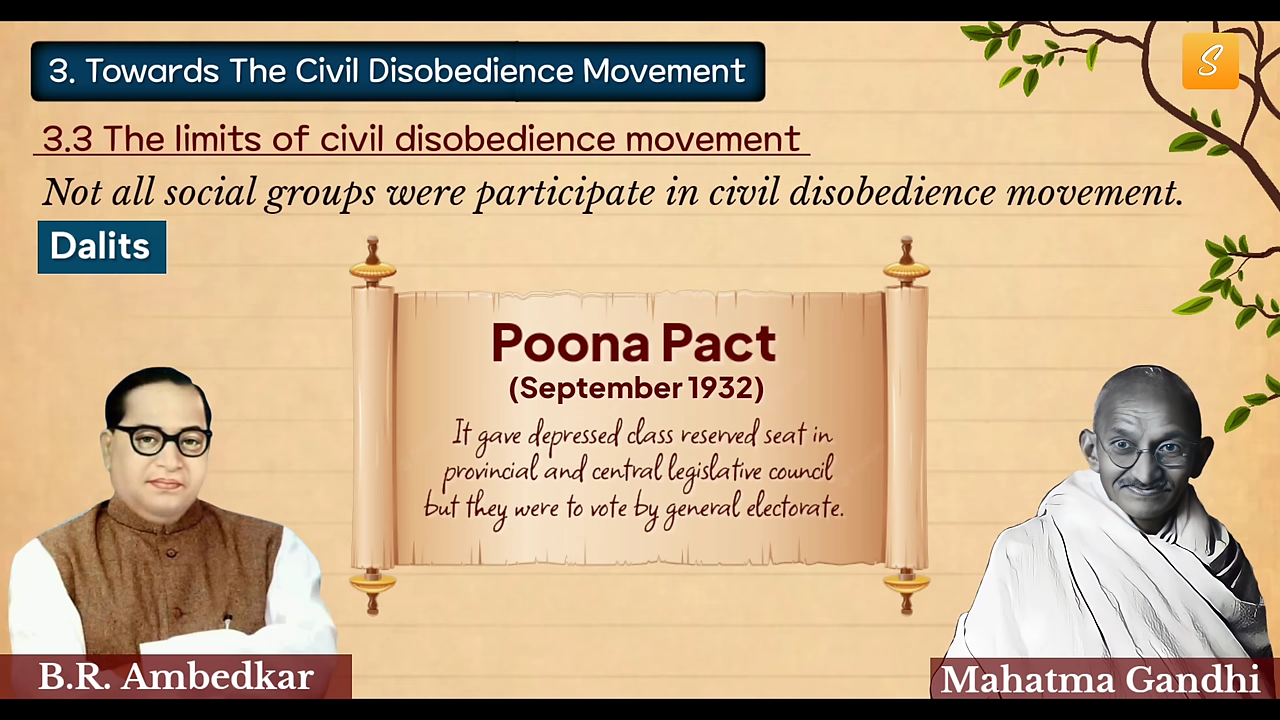 3. Towards The Civil Disobedience Movement
S
3.3 The limits of civil disobedience movement
Not all social groups were participate in civil disobedience movement.
Dalits
Poona Pact
(September 1932)
It gave depressed class reserved seat in
provincial and central legislative council
but they were to vote by general electorate.
B.R. Ambedkar
Mahatma Gandhi